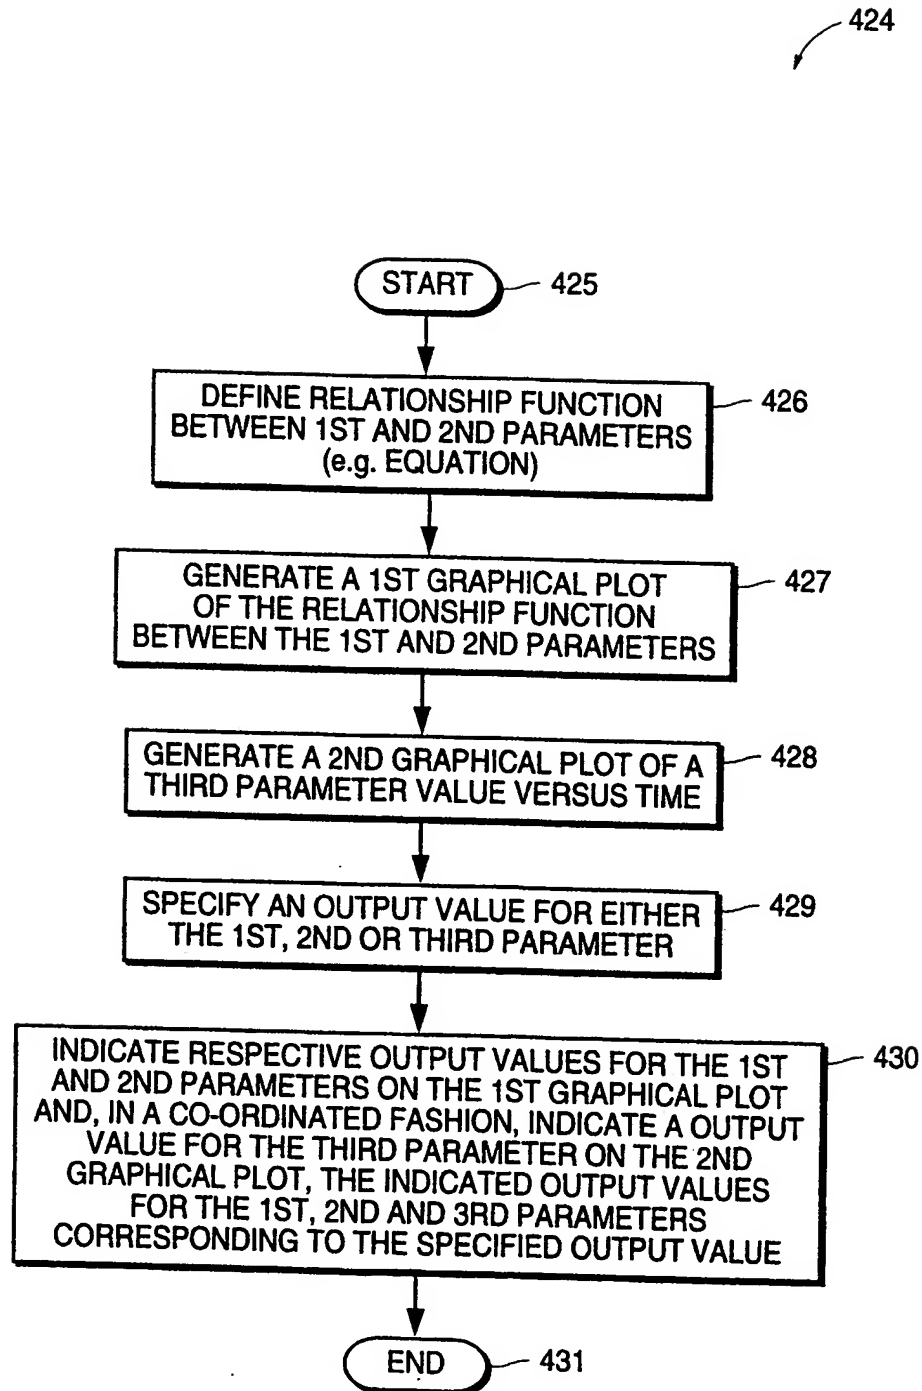 424
START
425
DEFINE RELATIONSHIP FUNCTION
BETWEEN 1ST AND 2ND PARAMETERS
(e.g. EQUATION)
426
GENERATE A 1ST GRAPHICAL PLOT
OF THE RELATIONSHIP FUNCTION
BETWEEN THE 1ST AND 2ND PARAMETERS
427
GENERATE A 2ND GRAPHICAL PLOT OF A
THIRD PARAMETER VALUE VERSUS TIME
428
SPECIFY AN OUTPUT VALUE FOR EITHER
THE 1ST, 2ND OR THIRD PARAMETER
429
INDICATE RESPECTIVE OUTPUT VALUES FOR THE 1ST
AND 2ND PARAMETERS ON THE 1ST GRAPHICAL PLOT
AND, IN A CO-ORDINATED FASHION, INDICATE A OUTPUT
VALUE FOR THE THIRD PARAMETER ON THE 2ND
GRAPHICAL PLOT, THE INDICATED OUTPUT VALUES
FOR THE 1ST, 2ND AND 3RD PARAMETERS
CORRESPONDING TO THE SPECIFIED OUTPUT VALUE
430
END
431